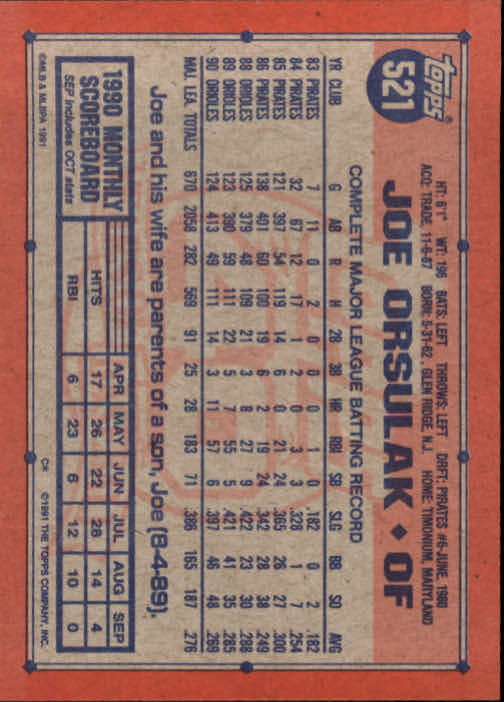 topps
521
HT: 6'1" WT: 196 BATS: LEFT THROWS: LEFT DRFT: PIRATES #6-JUNE, 1980
ACQ: TRADE, 11-6-87 BORN: 5-31-62, GLEN RIDGE, N.J. HOME: TIMONIUM, MARYLAND
JOE ORSULAK ♦ OF
COMPLETE MAJOR LEAGUE BATTING RECORD
YR CLUB G AB R H 2B 3B HR RBI SB SLG BB SO AVG
83 PIRATES 7 11 0 2 0 0 0 1 0 .182 0 2 .182
84 PIRATES 32 67 12 17 1 2 0 3 3 .328 1 7 .254
85 PIRATES 121 397 54 119 14 6 0 21 24 .365 26 27 .300
86 PIRATES 138 401 60 100 19 6 2 19 24 .342 28 38 .249
88 ORIOLES 125 379 48 109 21 3 8 27 9 .422 23 30 .288
89 ORIOLES 123 390 59 111 22 5 7 55 5 .421 41 35 .285
90 ORIOLES 124 413 49 111 14 3 11 57 6 .397 46 48 .269
MAJ. LEA. TOTALS 670 2058 282 569 91 25 28 183 71 .386 165 187 .276
Joe and his wife are parents of a son, Joe (8-4-89).
1990 MONTHLY SCOREBOARD
SEP includes OCT stats
APR MAY JUN JUL AUG SEP
HITS 17 26 22 28 14 4
RBI 6 23 6 12 10 0
©MLB & MLBPA 1991
C* ©1991 THE TOPPS COMPANY, INC.